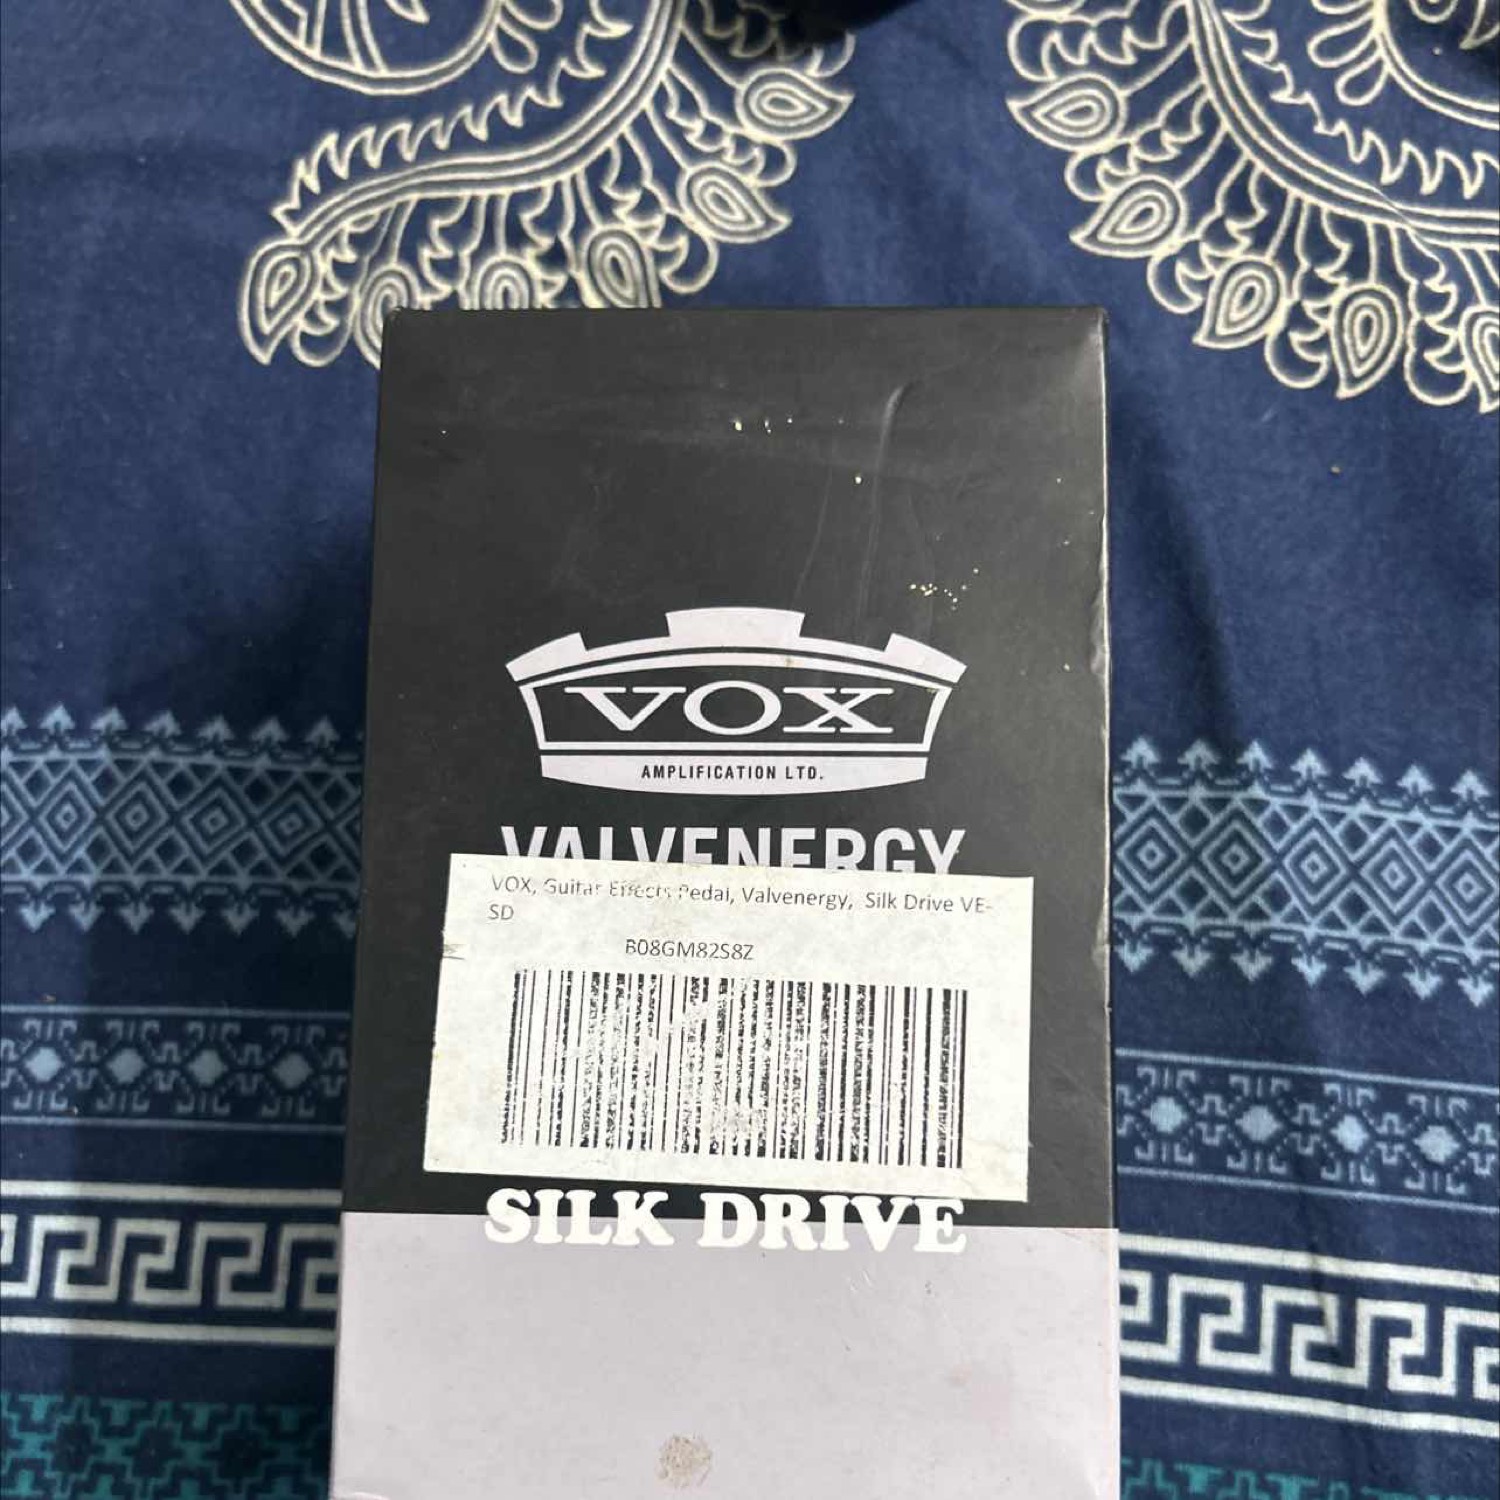 VOX
AMPLIFICATION LTD.
VALVENERGY
VOX, Guitar Effects Pedal, Valvenergy, Silk Drive VE-
SD
B08GM82S8Z
SILK DRIVE